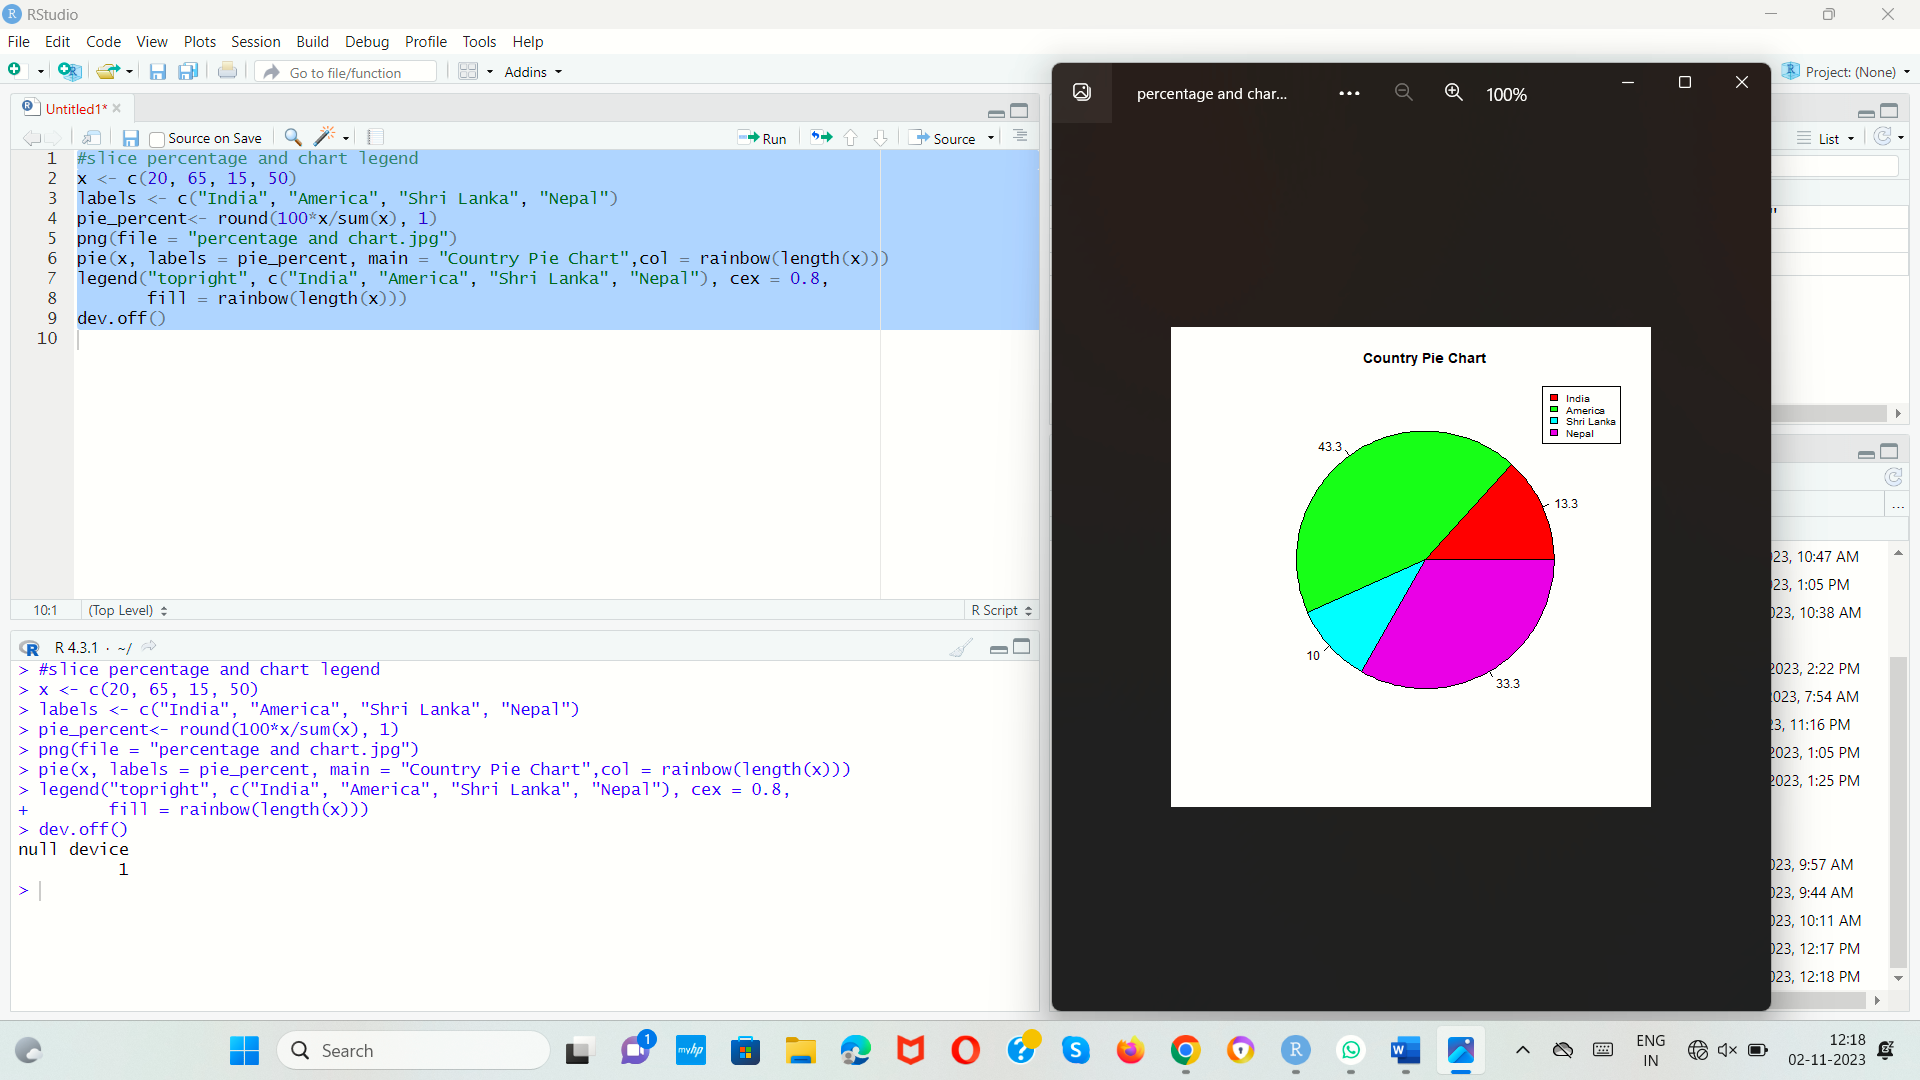 RStudio
File Edit Code View Plots Session Build Debug Profile Tools Help
Go to file/function
Addins
Project: (None)
Untitled1*
Source on Save
Run
Source
1 #slice percentage and chart legend
2 x <- c(20, 65, 15, 50)
3 labels <- c("India", "America", "Shri Lanka", "Nepal")
4 pie_percent<- round(100*x/sum(x), 1)
5 png(file = "percentage and chart.jpg")
6 pie(x, labels = pie_percent, main = "Country Pie Chart",col = rainbow(length(x)))
7 legend("topright", c("India", "America", "Shri Lanka", "Nepal"), cex = 0.8,
8 fill = rainbow(length(x)))
9 dev.off()
10
10:1 (Top Level) R Script
R 4.3.1 · ~/
> #slice percentage and chart legend
> x <- c(20, 65, 15, 50)
> labels <- c("India", "America", "Shri Lanka", "Nepal")
> pie_percent<- round(100*x/sum(x), 1)
> png(file = "percentage and chart.jpg")
> pie(x, labels = pie_percent, main = "Country Pie Chart",col = rainbow(length(x)))
> legend("topright", c("India", "America", "Shri Lanka", "Nepal"), cex = 0.8,
+ fill = rainbow(length(x)))
> dev.off()
null device
1
>
percentage and char... ... 100%
Country Pie Chart
India
America
Shri Lanka
Nepal
43.3
13.3
10
33.3
List
"
...
23, 10:47 AM
23, 1:05 PM
023, 10:38 AM
2023, 2:22 PM
023, 7:54 AM
23, 11:16 PM
2023, 1:05 PM
2023, 1:25 PM
023, 9:57 AM
023, 9:44 AM
023, 10:11 AM
023, 12:17 PM
023, 12:18 PM
Search
1
myhp
ENG
IN
12:18
02-11-2023